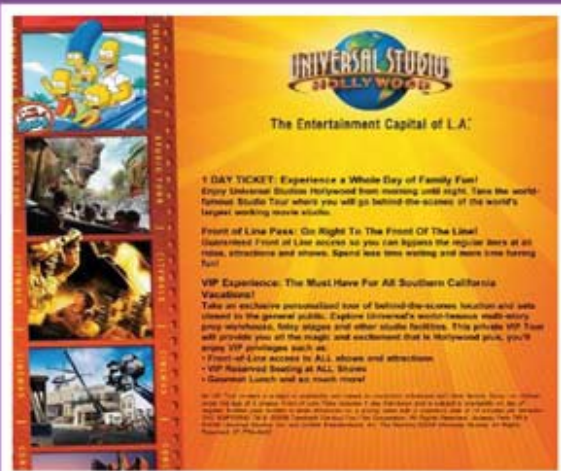 UNIVERSAL STUDIOS
HOLLYWOOD
The Entertainment Capital of L.A.
1 DAY TICKET: Experience a Whole Day of Family Fun!
Enjoy Universal Studios Hollywood from morning until night. Take the world-
famous Studio Tour where you will go behind-the-scenes of the world's
largest working movie studio.
Front of Line Pass: Go Right To The Front Of The Line!
Guaranteed Front of Line access so you can bypass the regular lines at all
rides, attractions and shows. Spend less time waiting and more time having
fun!
VIP Experience: The Must Have For All Southern California
Vacations!
Take an exclusive personalized tour of behind-the-scenes location and sets
closed to the general public. Explore Universal's world-famous multi-story
prop warehouse, foley stages and other studio facilities. This private VIP Tour
will provide you all the magic and excitement that is Hollywood plus, you'll
enjoy VIP privileges such as:
• Front-of-Line access to ALL shows and attractions
• VIP Reserved Seating at ALL Shows
• Gourmet Lunch and so much more!
STUDIO TOUR
CITYWALK
CINEMAS